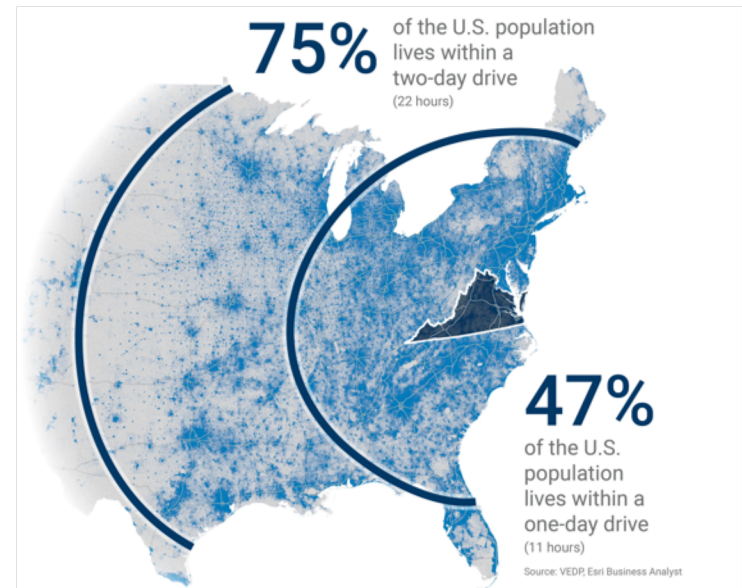 75%
of the U.S. population
lives within a
two-day drive
(22 hours)
47%
of the U.S.
population
lives within a
one-day drive
(11 hours)
Source: VEDP, Esri Business Analyst